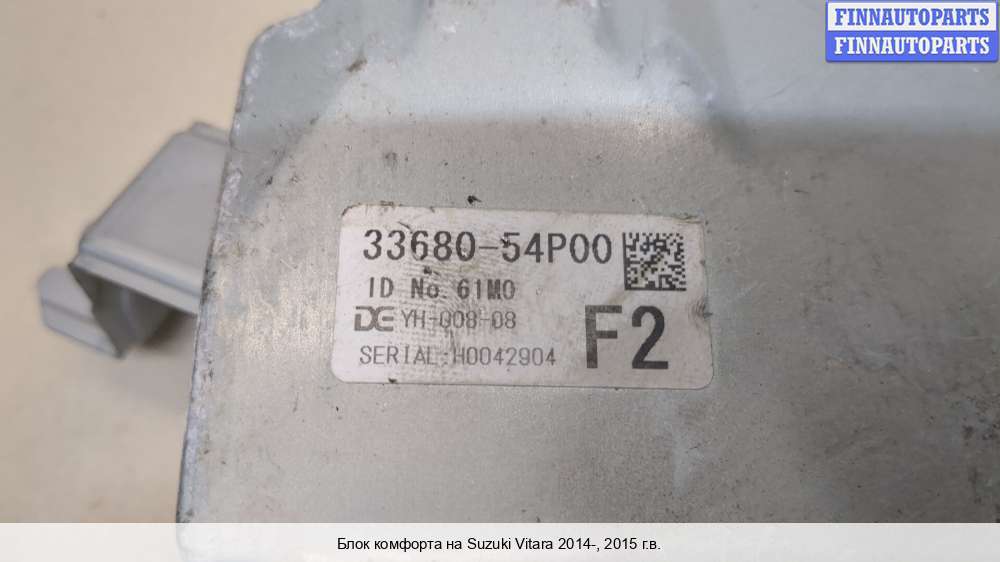 FINNAUTOPARTS
FINNAUTOPARTS
33680-54P00
ID No. 61M0
DE YH-008-08
F2
SERIAL:H0042904
Блок комфорта на Suzuki Vitara 2014-, 2015 г.в.